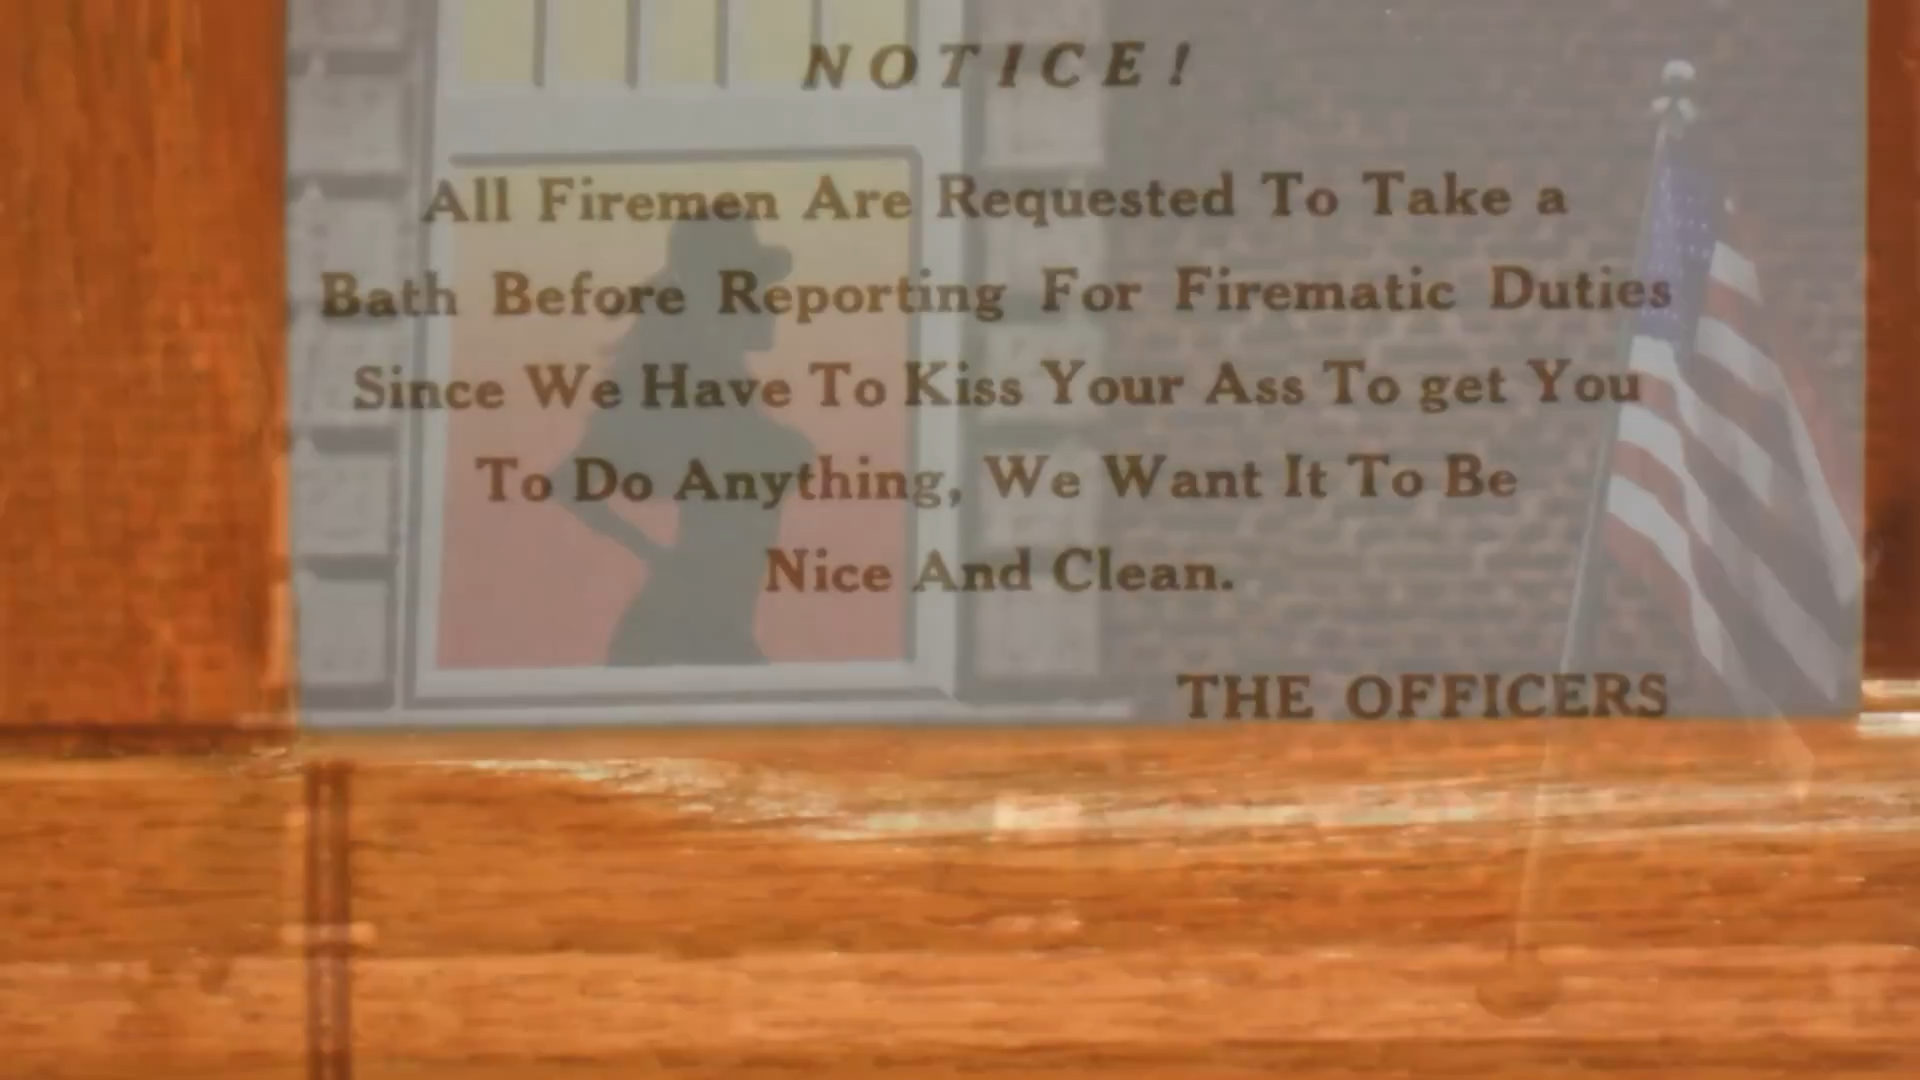 NOTICE!
All Firemen Are Requested To Take a
Bath Before Reporting For Firematic Duties
Since We Have To Kiss Your Ass To get You
To Do Anything, We Want It To Be
Nice And Clean.
THE OFFICERS